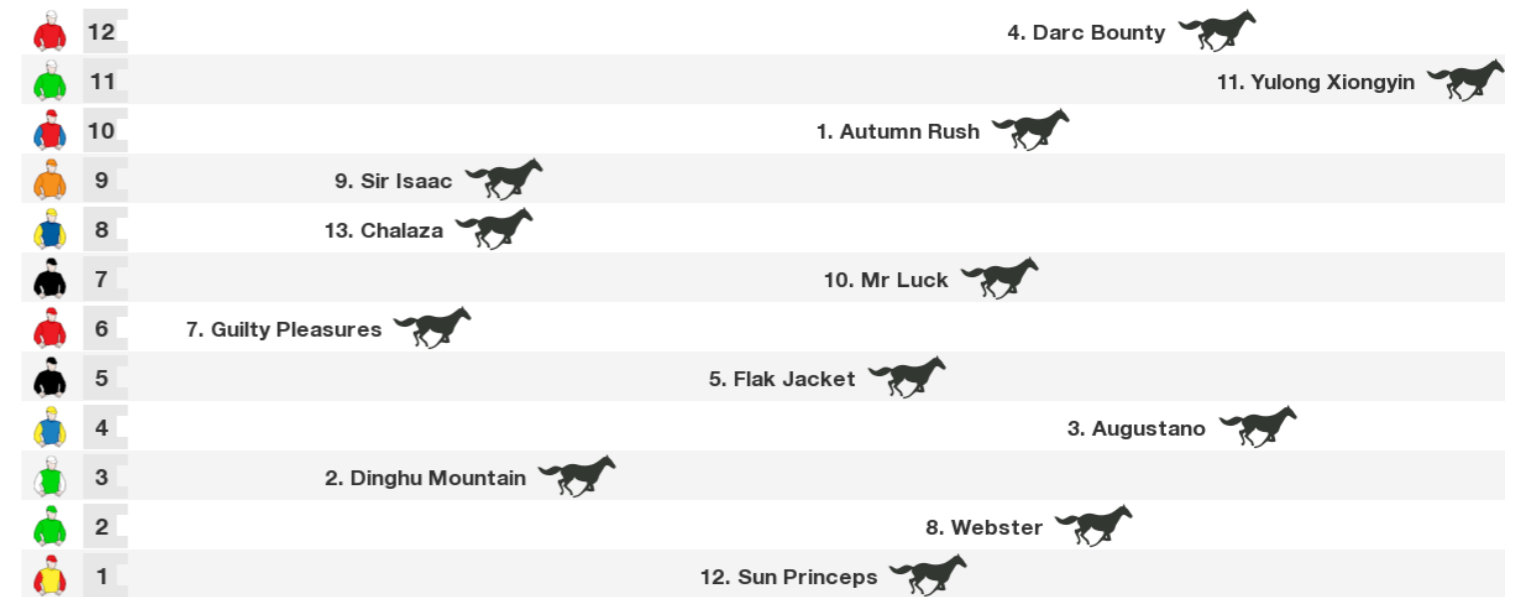 12 4. Darc Bounty
11 11. Yulong Xiongyin
10 1. Autumn Rush
9 9. Sir Isaac
8 13. Chalaza
7 10. Mr Luck
6 7. Guilty Pleasures
5 5. Flak Jacket
4 3. Augustano
3 2. Dinghu Mountain
2 8. Webster
1 12. Sun Princeps